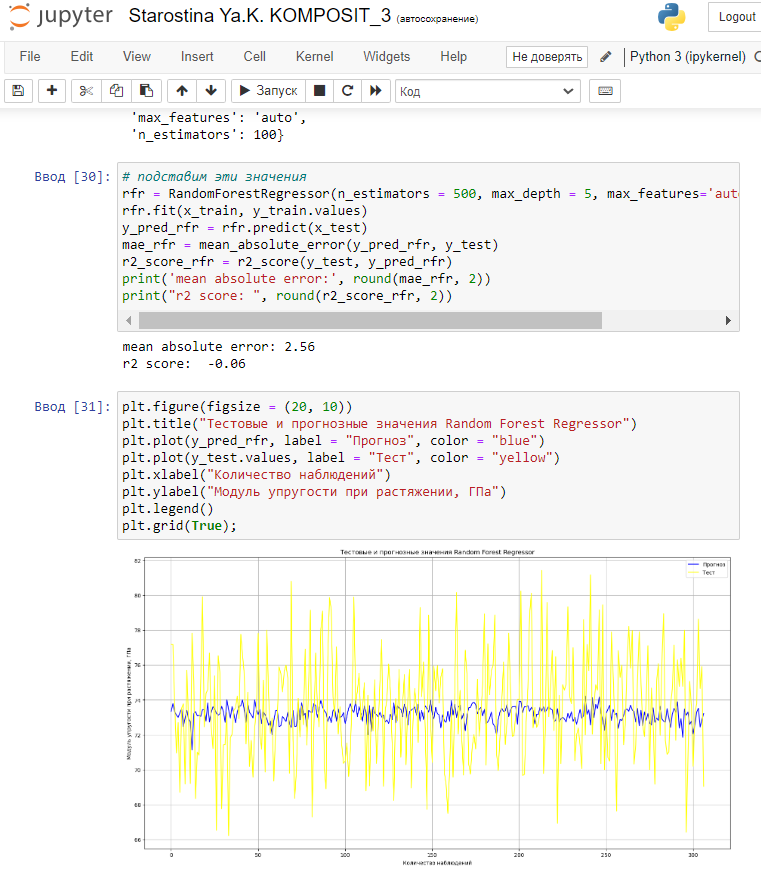 jupyter Starostina Ya.K. KOMPOSIT_3 (автосохранение)
Logout
File Edit View Insert Cell Kernel Widgets Help Не доверять Python 3 (ipykernel)
Запуск Код
'max_features': 'auto',
'n_estimators': 100}
Ввод [30]:
# подставим эти значения
rfr = RandomForestRegressor(n_estimators = 500, max_depth = 5, max_features='aut
rfr.fit(x_train, y_train.values)
y_pred_rfr = rfr.predict(x_test)
mae_rfr = mean_absolute_error(y_pred_rfr, y_test)
r2_score_rfr = r2_score(y_test, y_pred_rfr)
print('mean absolute error:', round(mae_rfr, 2))
print("r2 score: ", round(r2_score_rfr, 2))
mean absolute error: 2.56
r2 score:  -0.06
Ввод [31]:
plt.figure(figsize = (20, 10))
plt.title("Тестовые и прогнозные значения Random Forest Regressor")
plt.plot(y_pred_rfr, label = "Прогноз", color = "blue")
plt.plot(y_test.values, label = "Тест", color = "yellow")
plt.xlabel("Количество наблюдений")
plt.ylabel("Модуль упругости при растяжении, ГПа")
plt.legend()
plt.grid(True);
Тестовые и прогнозные значения Random Forest Regressor
Прогноз
Тест
Модуль упругости при растяжении, ГПа
82
80
78
76
74
72
70
68
66
0 50 100 150 200 250 300
Количество наблюдений